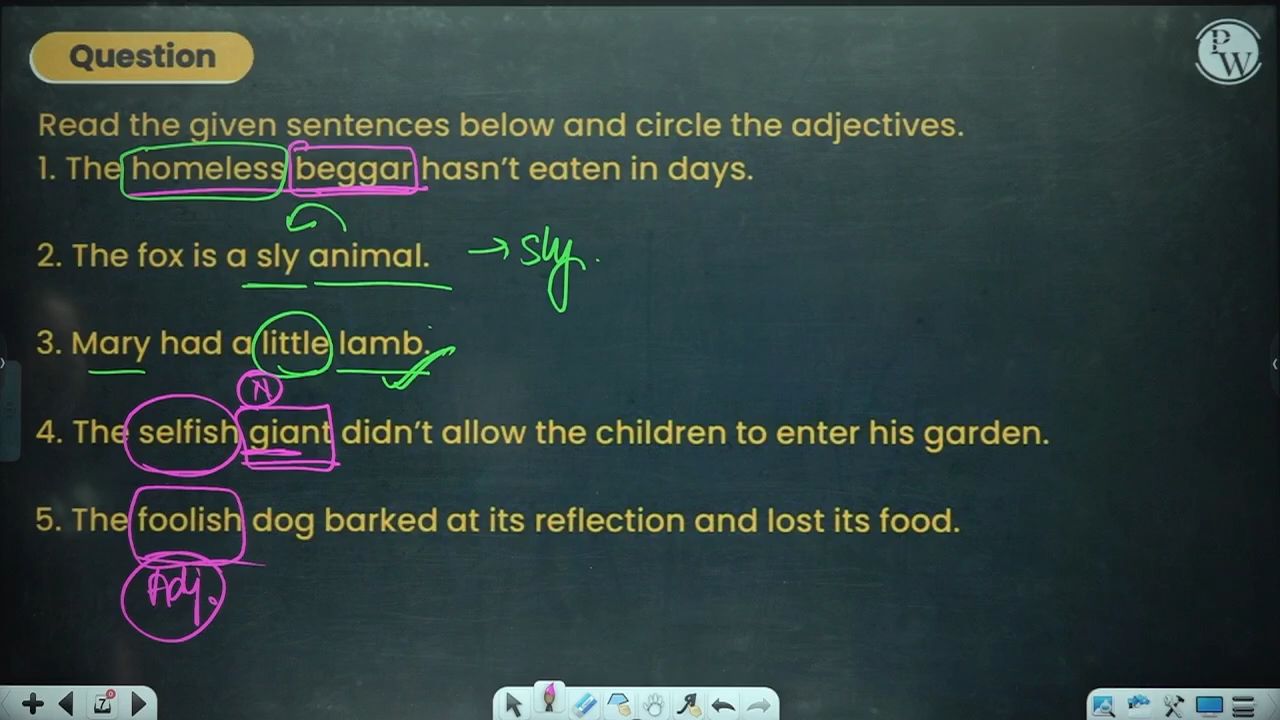 Question
PW
Read the given sentences below and circle the adjectives.
1. The homeless beggar hasn't eaten in days.
2. The fox is a sly animal. → sly.
3. Mary had a little lamb.
N
4. The selfish giant didn't allow the children to enter his garden.
5. The foolish dog barked at its reflection and lost its food.
Adj.
7